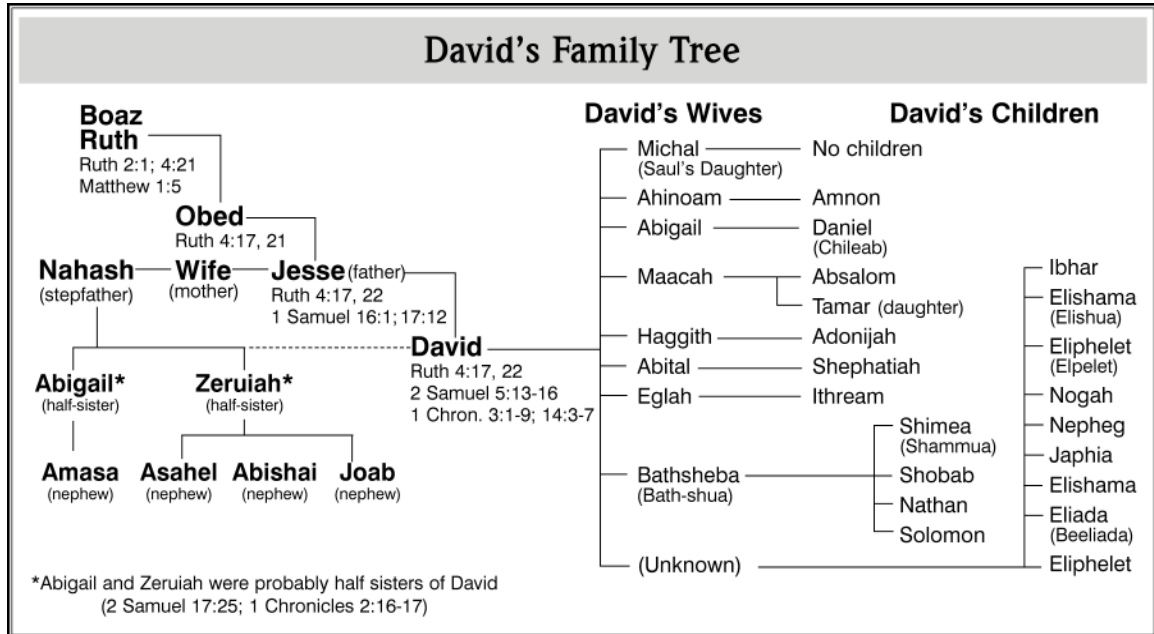 David's Family Tree
Boaz
Ruth
Ruth 2:1; 4:21
Matthew 1:5
Obed
Ruth 4:17, 21
Nahash
(stepfather)
Wife
(mother)
Jesse (father)
Ruth 4:17, 22
1 Samuel 16:1; 17:12
David
Ruth 4:17, 22
2 Samuel 5:13-16
1 Chron. 3:1-9; 14:3-7
Abigail*
(half-sister)
Zeruiah*
(half-sister)
Amasa
(nephew)
Asahel
(nephew)
Abishai
(nephew)
Joab
(nephew)
*Abigail and Zeruiah were probably half sisters of David
(2 Samuel 17:25; 1 Chronicles 2:16-17)
David's Wives
David's Children
Michal
(Saul's Daughter)
No children
Ahinoam
Amnon
Abigail
Daniel
(Chileab)
Maacah
Absalom
Tamar (daughter)
Haggith
Adonijah
Abital
Shephatiah
Eglah
Ithream
Bathsheba
(Bath-shua)
Shimea
(Shammua)
Shobab
Nathan
Solomon
(Unknown)
Ibhar
Elishama
(Elishua)
Eliphelet
(Elpelet)
Nogah
Nepheg
Japhia
Elishama
Eliada
(Beeliada)
Eliphelet